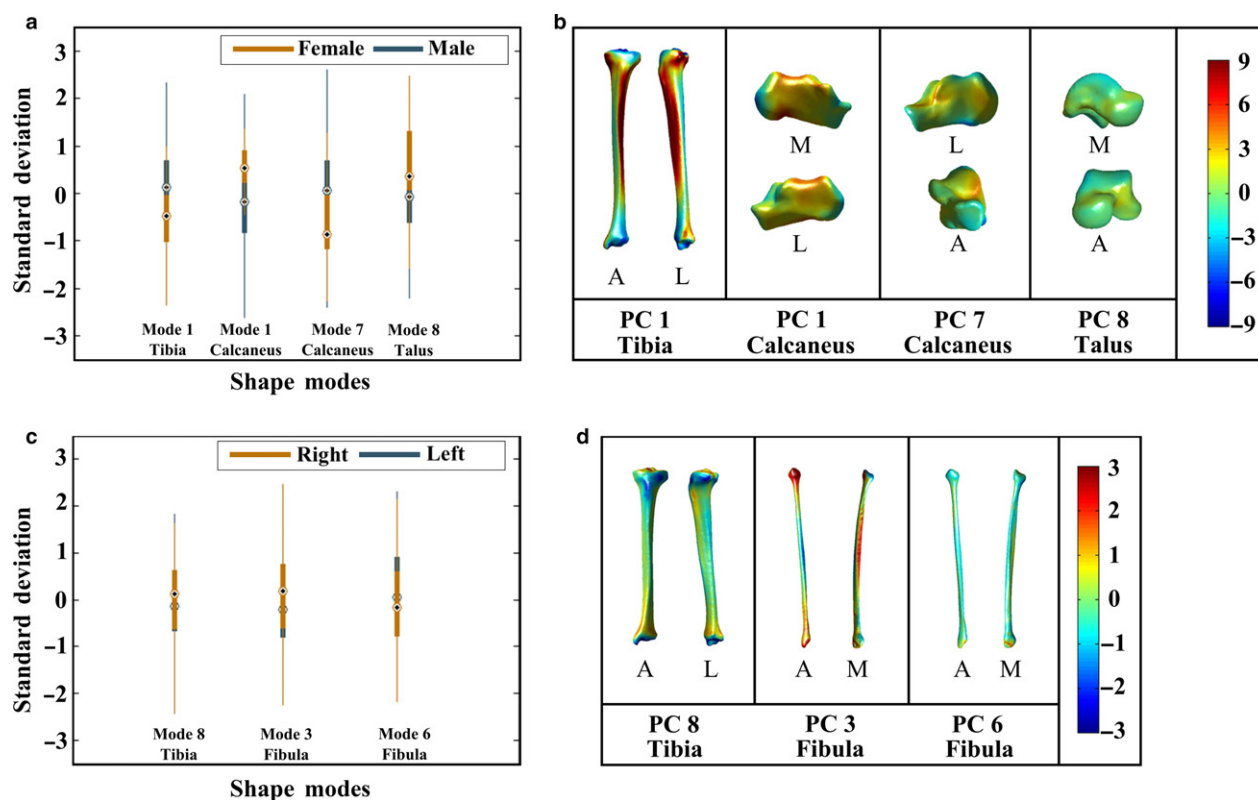 a
3
2
1
0
−1
−2
−3
Standard deviation
Female Male
Mode 1 Mode 1 Mode 7 Mode 8
Tibia Calcaneus Calcaneus Talus
Shape modes
b
M L M
A L L A A
PC 1 PC 1 PC 7 PC 8
Tibia Calcaneus Calcaneus Talus
9
6
3
0
−3
−6
−9
c
3
2
1
0
−1
−2
−3
Standard deviation
Right Left
Mode 8 Mode 3 Mode 6
Tibia Fibula Fibula
Shape modes
d
A L A M A M
PC 8 PC 3 PC 6
Tibia Fibula Fibula
3
2
1
0
−1
−2
−3